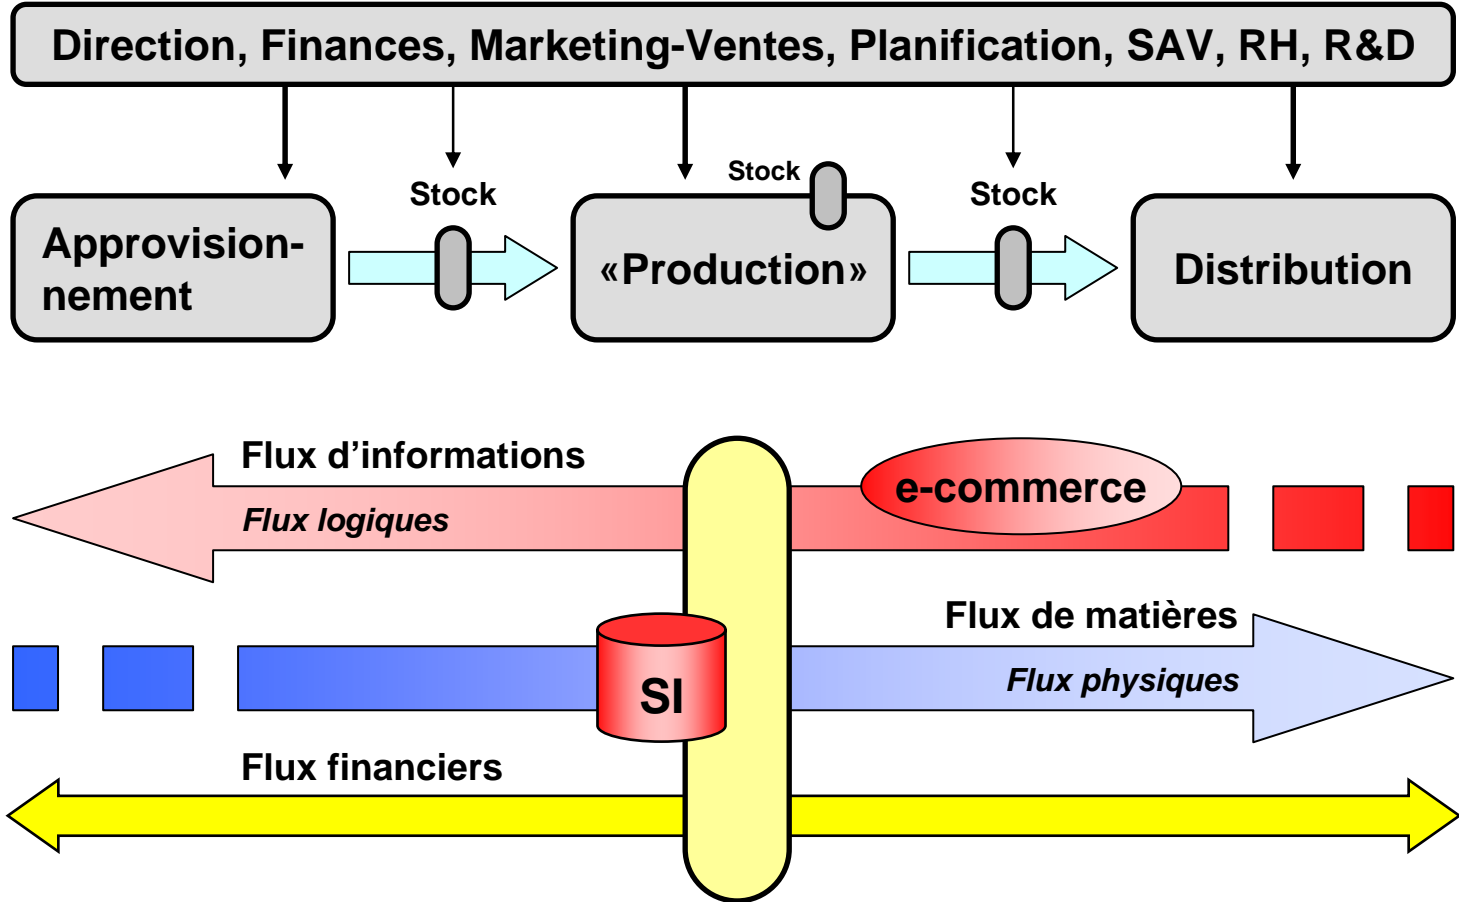 Direction, Finances, Marketing-Ventes, Planification, SAV, RH, R&D
Stock
Stock
Stock
Approvision-
nement
«Production»
Distribution
Flux d’informations
e-commerce
Flux logiques
Flux de matières
SI
Flux physiques
Flux financiers